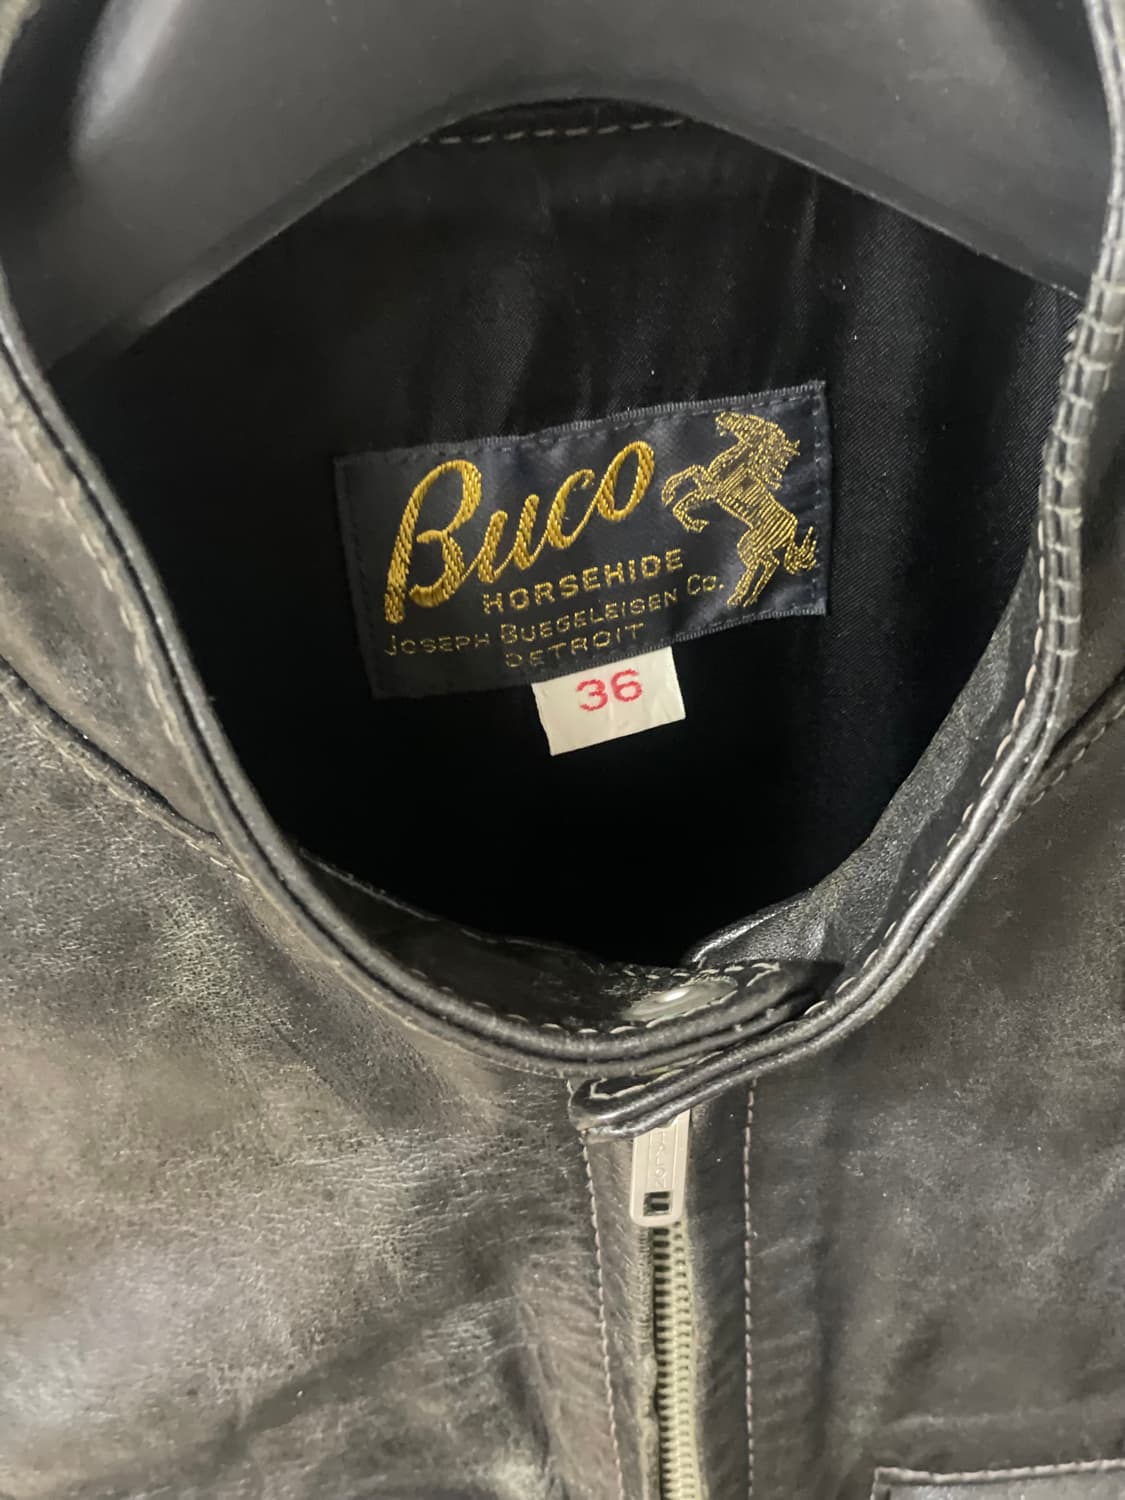 Buco
HORSEHIDE
JOSEPH BUEGELEISEN CO.
DETROIT
36